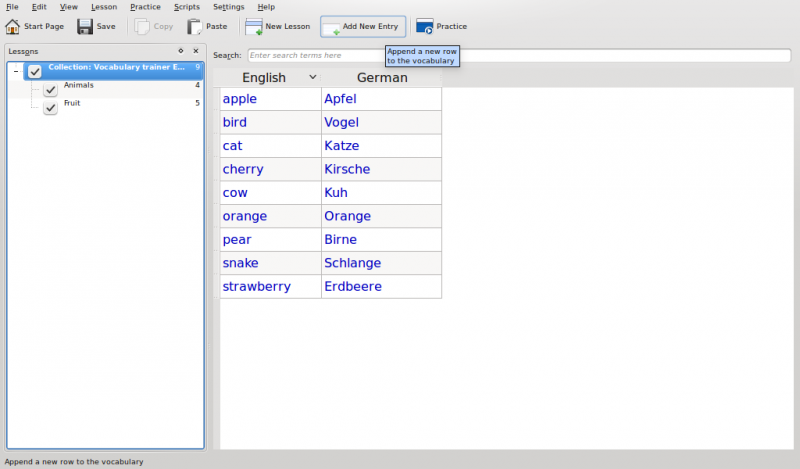 File Edit View Lesson Practice Scripts Settings Help
Start Page Save Copy Paste New Lesson Add New Entry Practice
Lessons
Search: Enter search terms here
Append a new row
to the vocabulary
Collection: Vocabulary trainer E... 9
Animals 4
Fruit 5
English German
apple Apfel
bird Vogel
cat Katze
cherry Kirsche
cow Kuh
orange Orange
pear Birne
snake Schlange
strawberry Erdbeere
Append a new row to the vocabulary